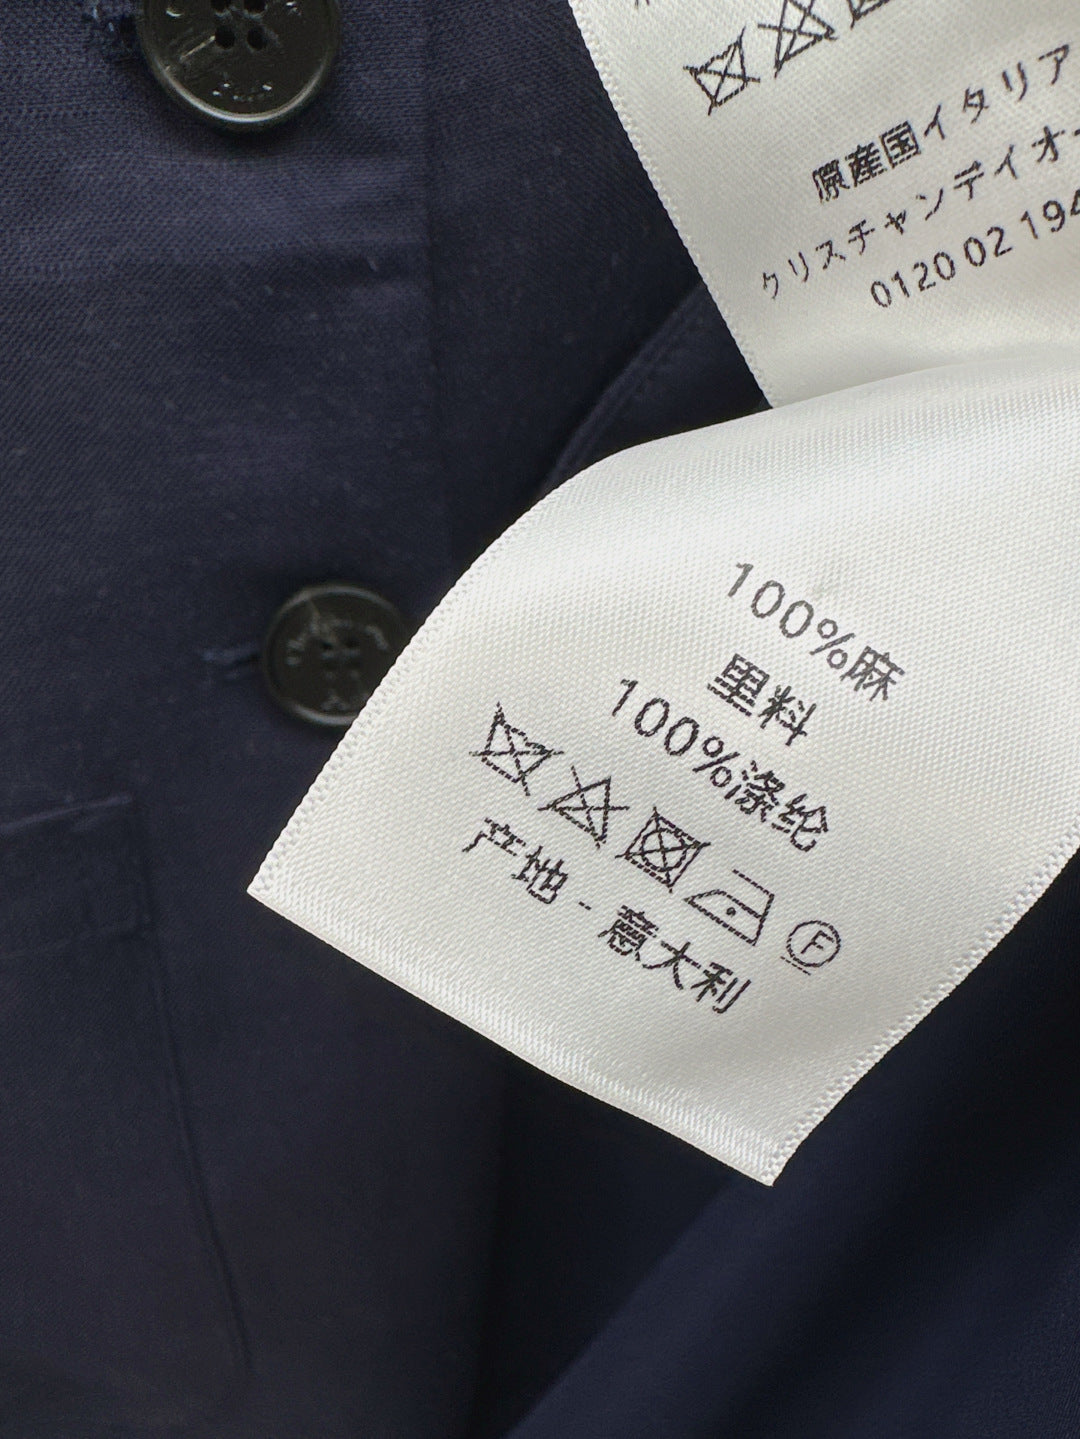 原産国イタリア
クリスチャンディオ
0120 02 194
100%麻
里料
100%涤纶
F
产地 - 意大利